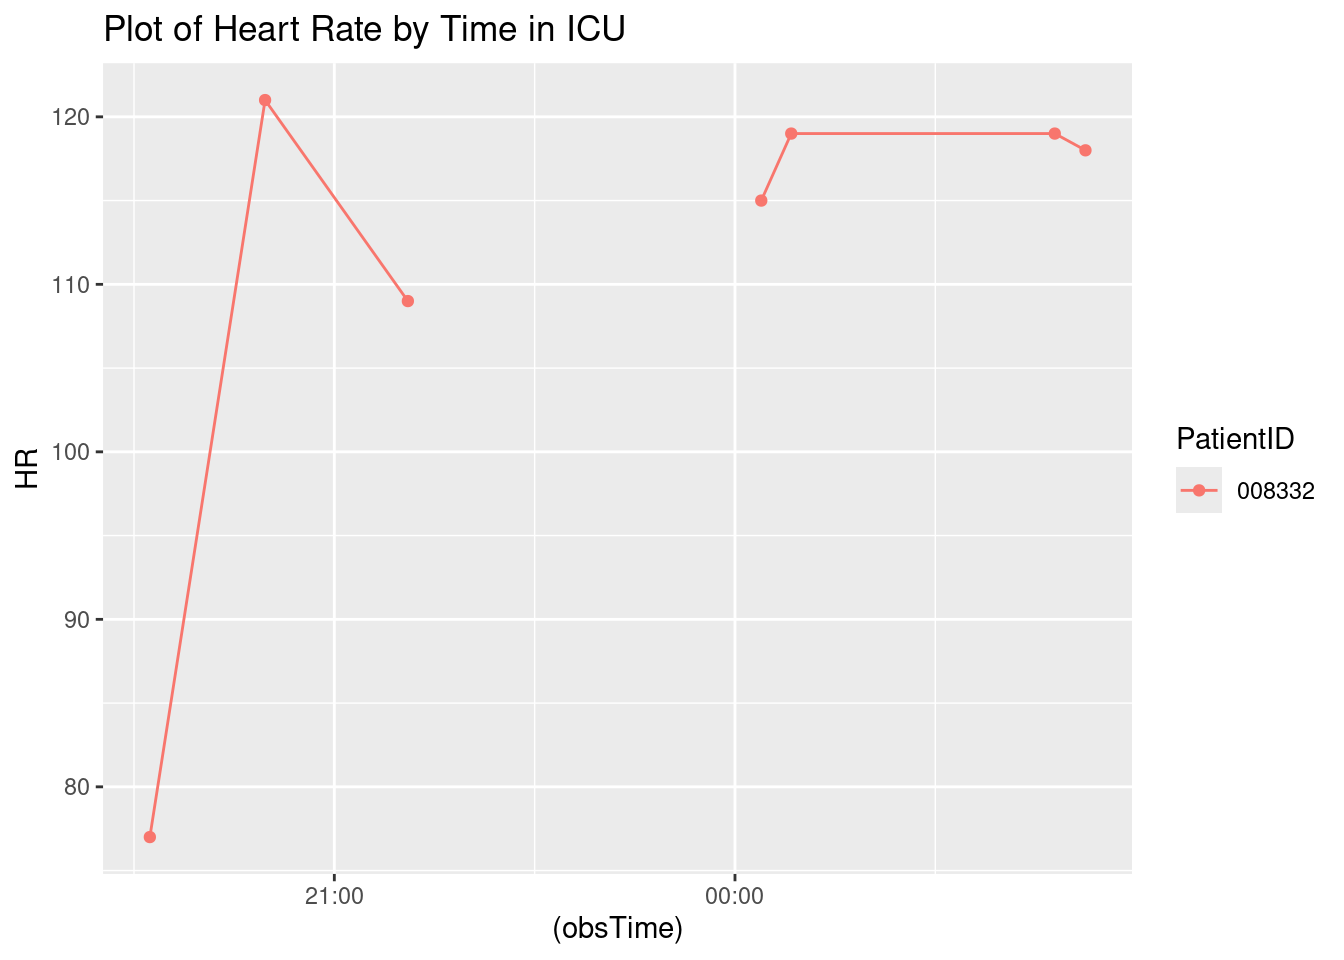 Plot of Heart Rate by Time in ICU
120
110
100
90
80
HR
21:00 00:00
(obsTime)
PatientID
008332